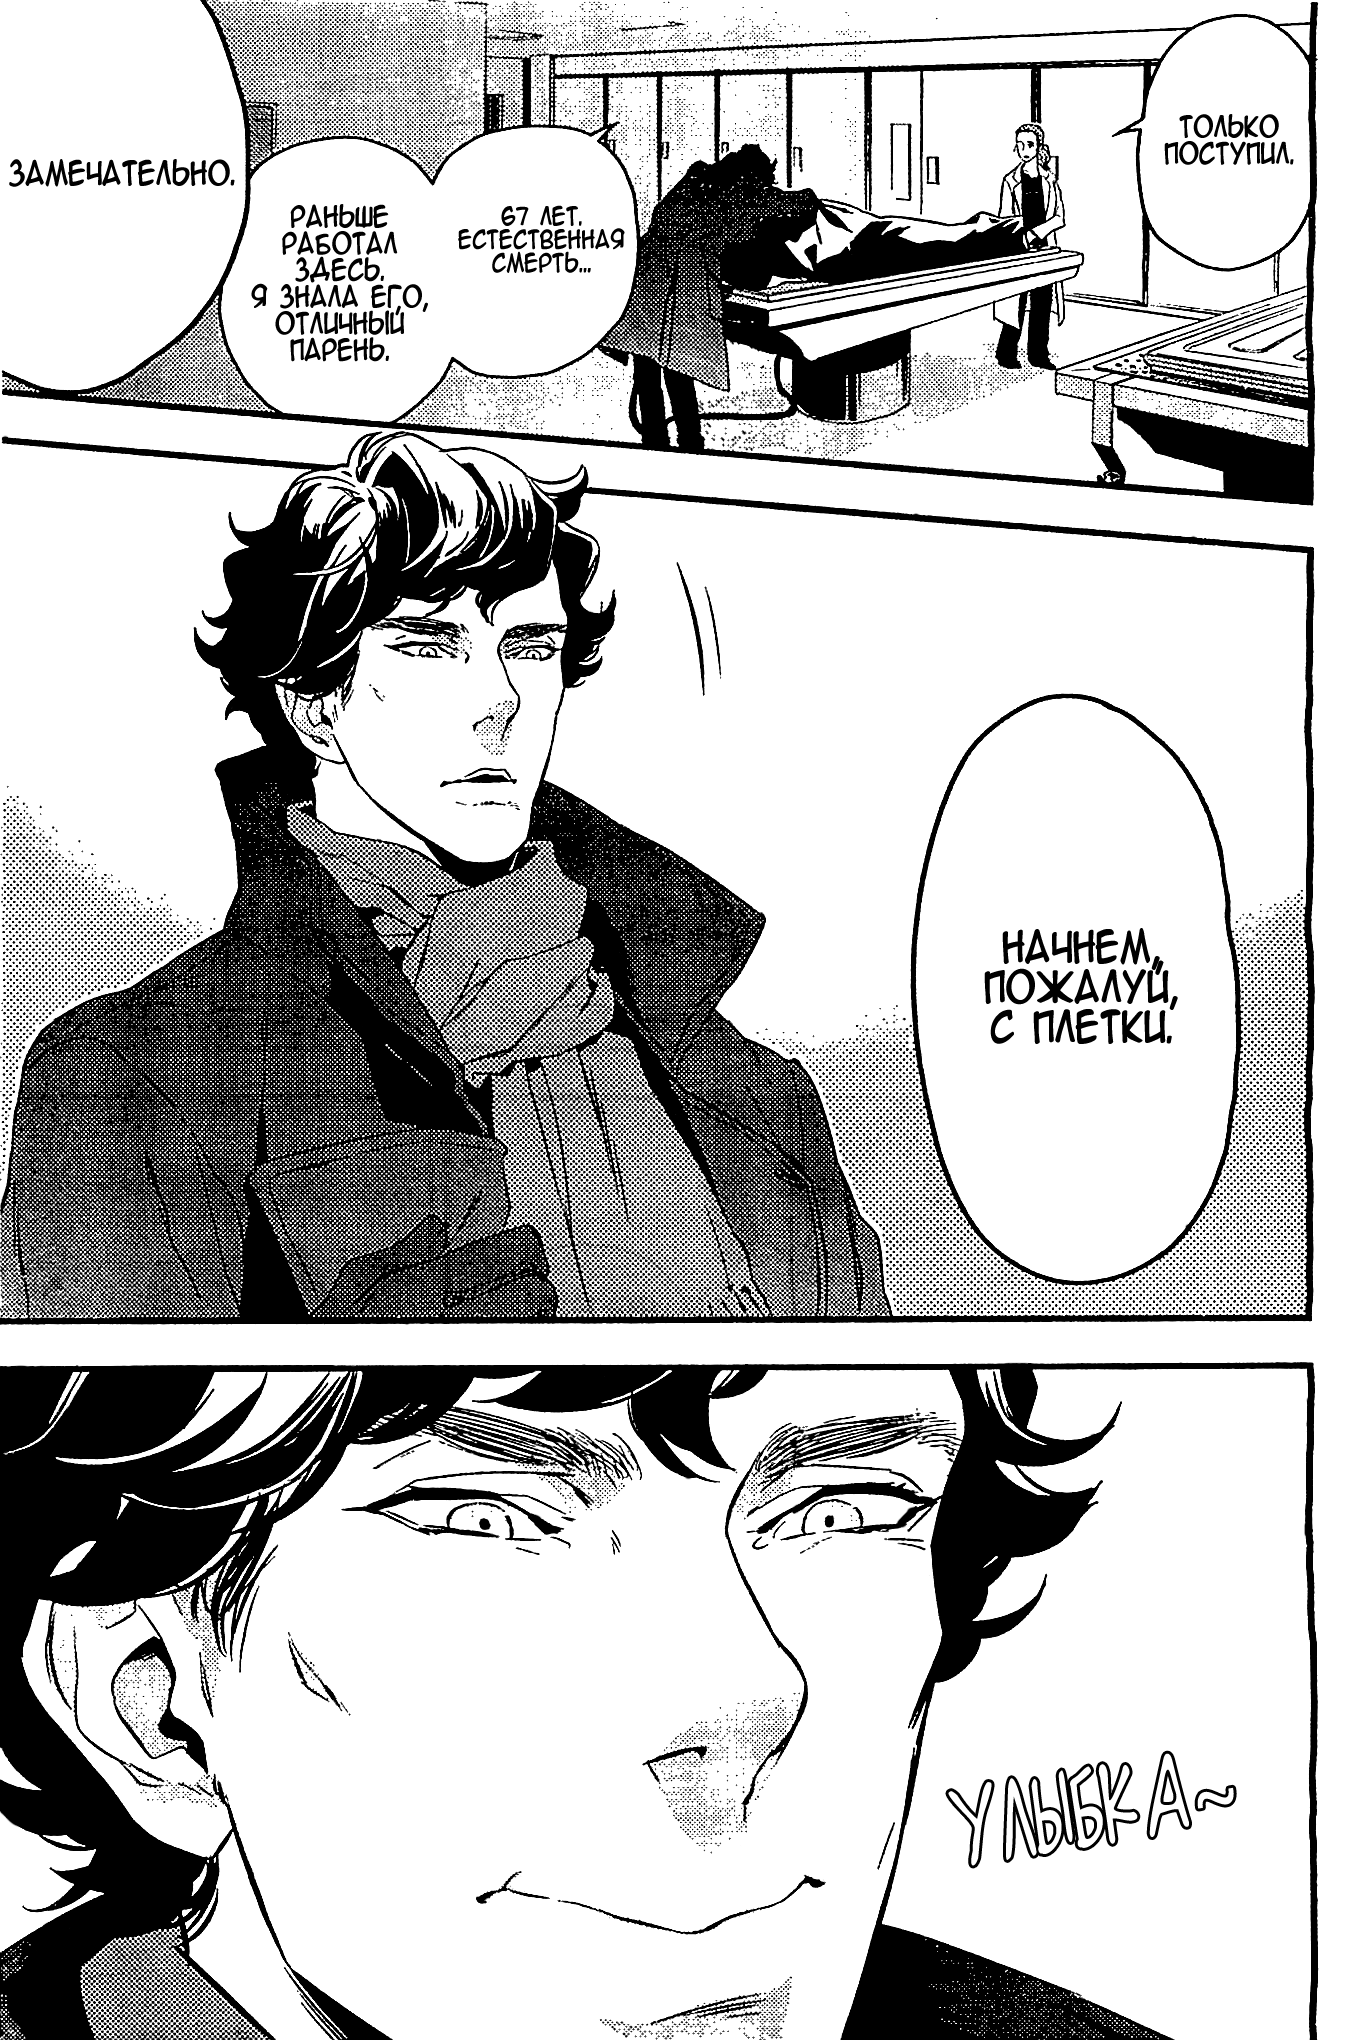 ТОЛЬКО
ПОСТУПИЛ.
67 ЛЕТ.
ЕСТЕСТВЕННАЯ
СМЕРТЬ...
РАНЬШЕ
РАБОТАЛ
ЗДЕСЬ.
Я ЗНАЛА ЕГО,
ОТЛИЧНЫЙ
ПАРЕНЬ.
ЗАМЕЧАТЕЛЬНО.
НАЧНЕМ,
ПОЖАЛУЙ,
С ПЛЕТКИ.
УЛЫБКА~